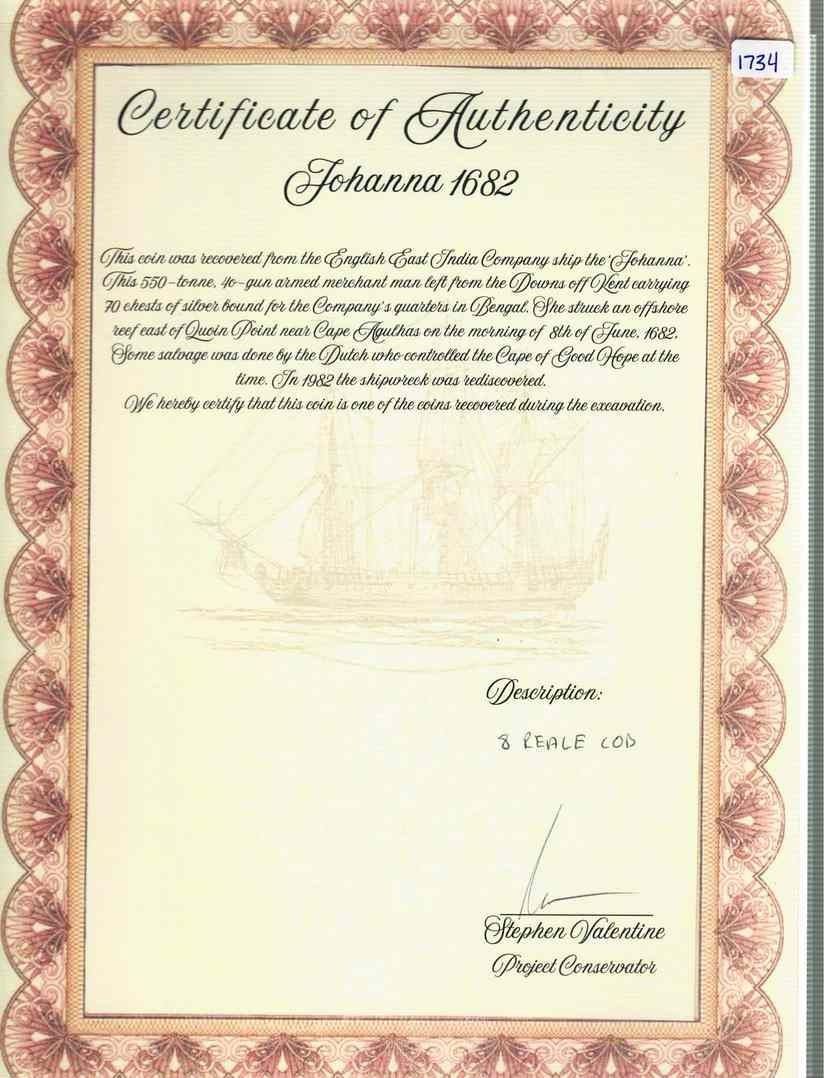 1734
Certificate of Authenticity
Johanna 1682
This coin was recovered from the English East India Company ship the 'Johanna'.
This 550-tonne, 40-gun armed merchant man left from the Downs off Kent carrying
70 chests of silver bound for the Company's quarters in Bengal. She struck an offshore
reef east of Quoin Point near Cape Agulhas on the morning of 8th of June, 1682.
Some salvage was done by the Dutch who controlled the Cape of Good Hope at the
time. In 1982 the shipwreck was rediscovered.
We hereby certify that this coin is one of the coins recovered during the excavation.
Description:
8 REALE COB
Stephen Valentine
Project Conservator